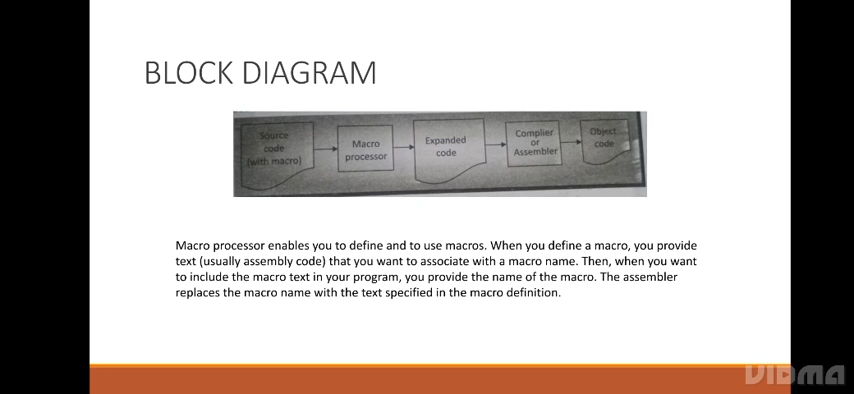 BLOCK DIAGRAM
Source
code
(with macro)
Macro
processor
Expanded
code
Complier
or
Assembler
Object
code
Macro processor enables you to define and to use macros. When you define a macro, you provide
text (usually assembly code) that you want to associate with a macro name. Then, when you want
to include the macro text in your program, you provide the name of the macro. The assembler
replaces the macro name with the text specified in the macro definition.
VIDMA